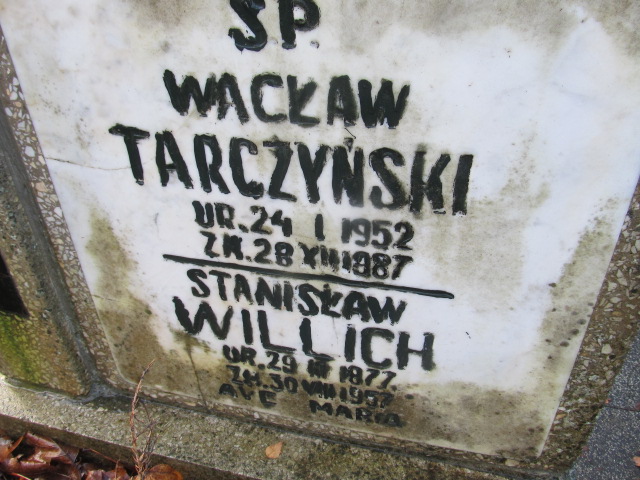 ŚP.
WACŁAW
TARCZYŃSKI
UR. 24 I 1952
ZM. 28 XII 1987
STANISŁAW
WILLICH
UR. 29 III 1877
ZM. 30 VIII 1957
AVE MARIA